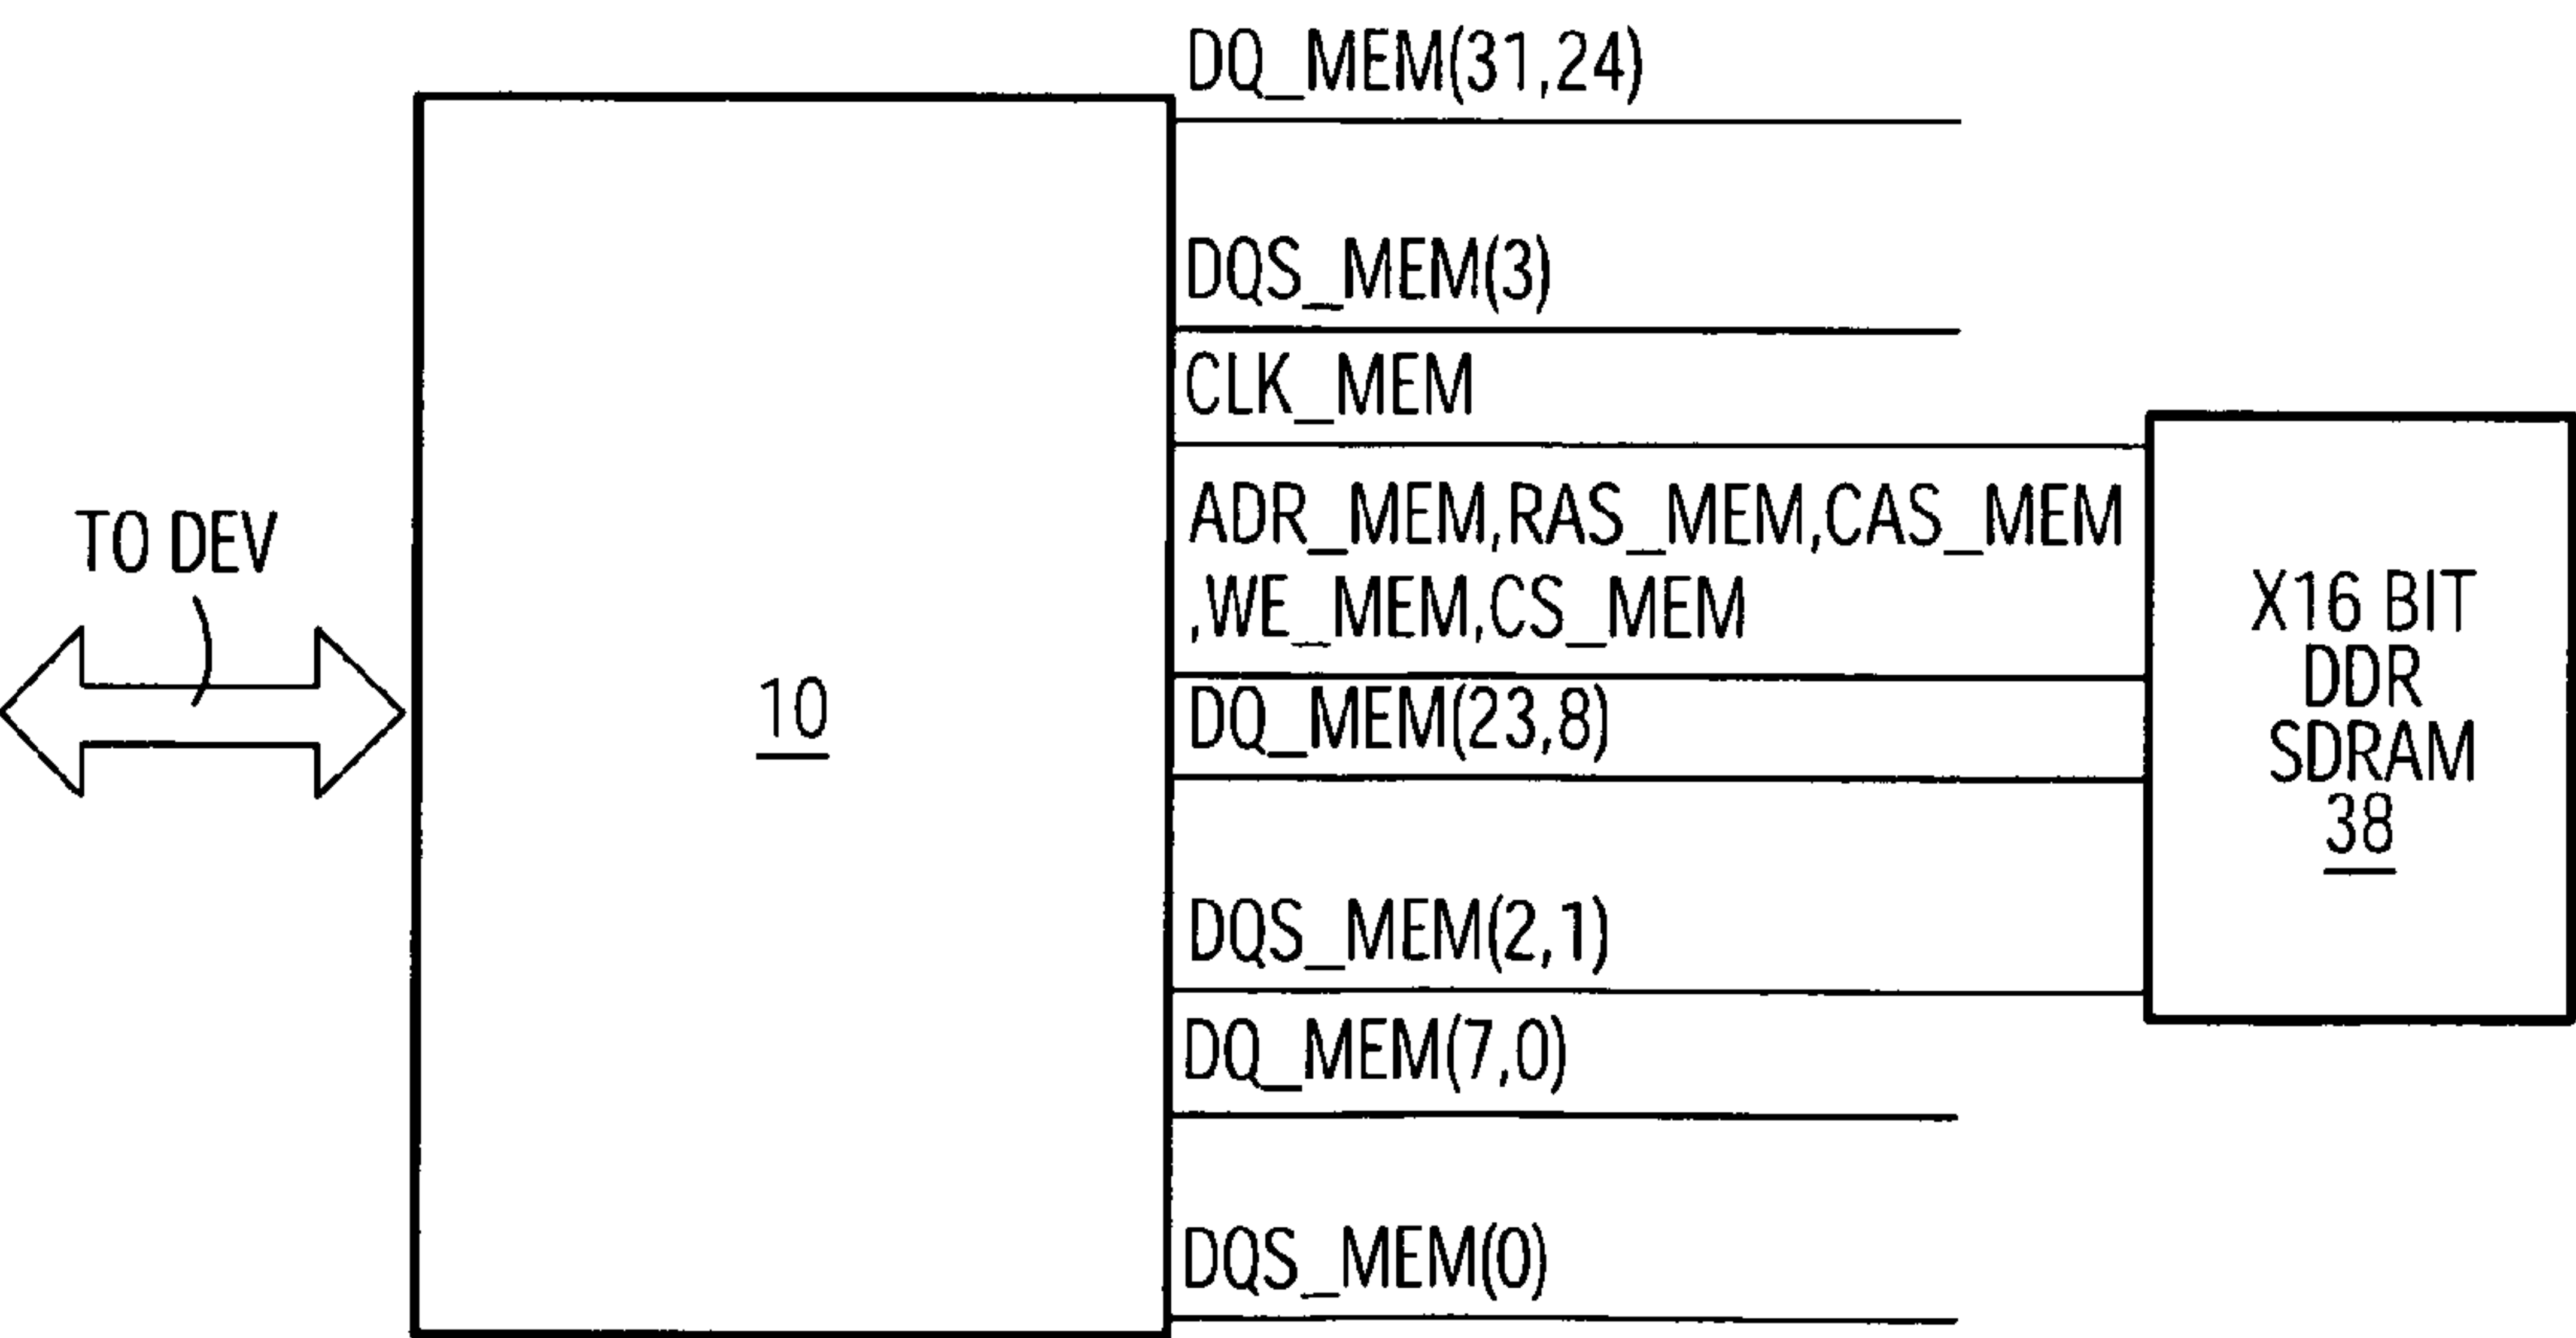 DQ_MEM(31,24)
DQS_MEM(3)
CLK_MEM
ADR_MEM,RAS_MEM,CAS_MEM
,WE_MEM,CS_MEM
TO DEV
10
DQ_MEM(23,8)
X16 BIT
DDR
SDRAM
38
DQS_MEM(2,1)
DQ_MEM(7,0)
DQS_MEM(0)